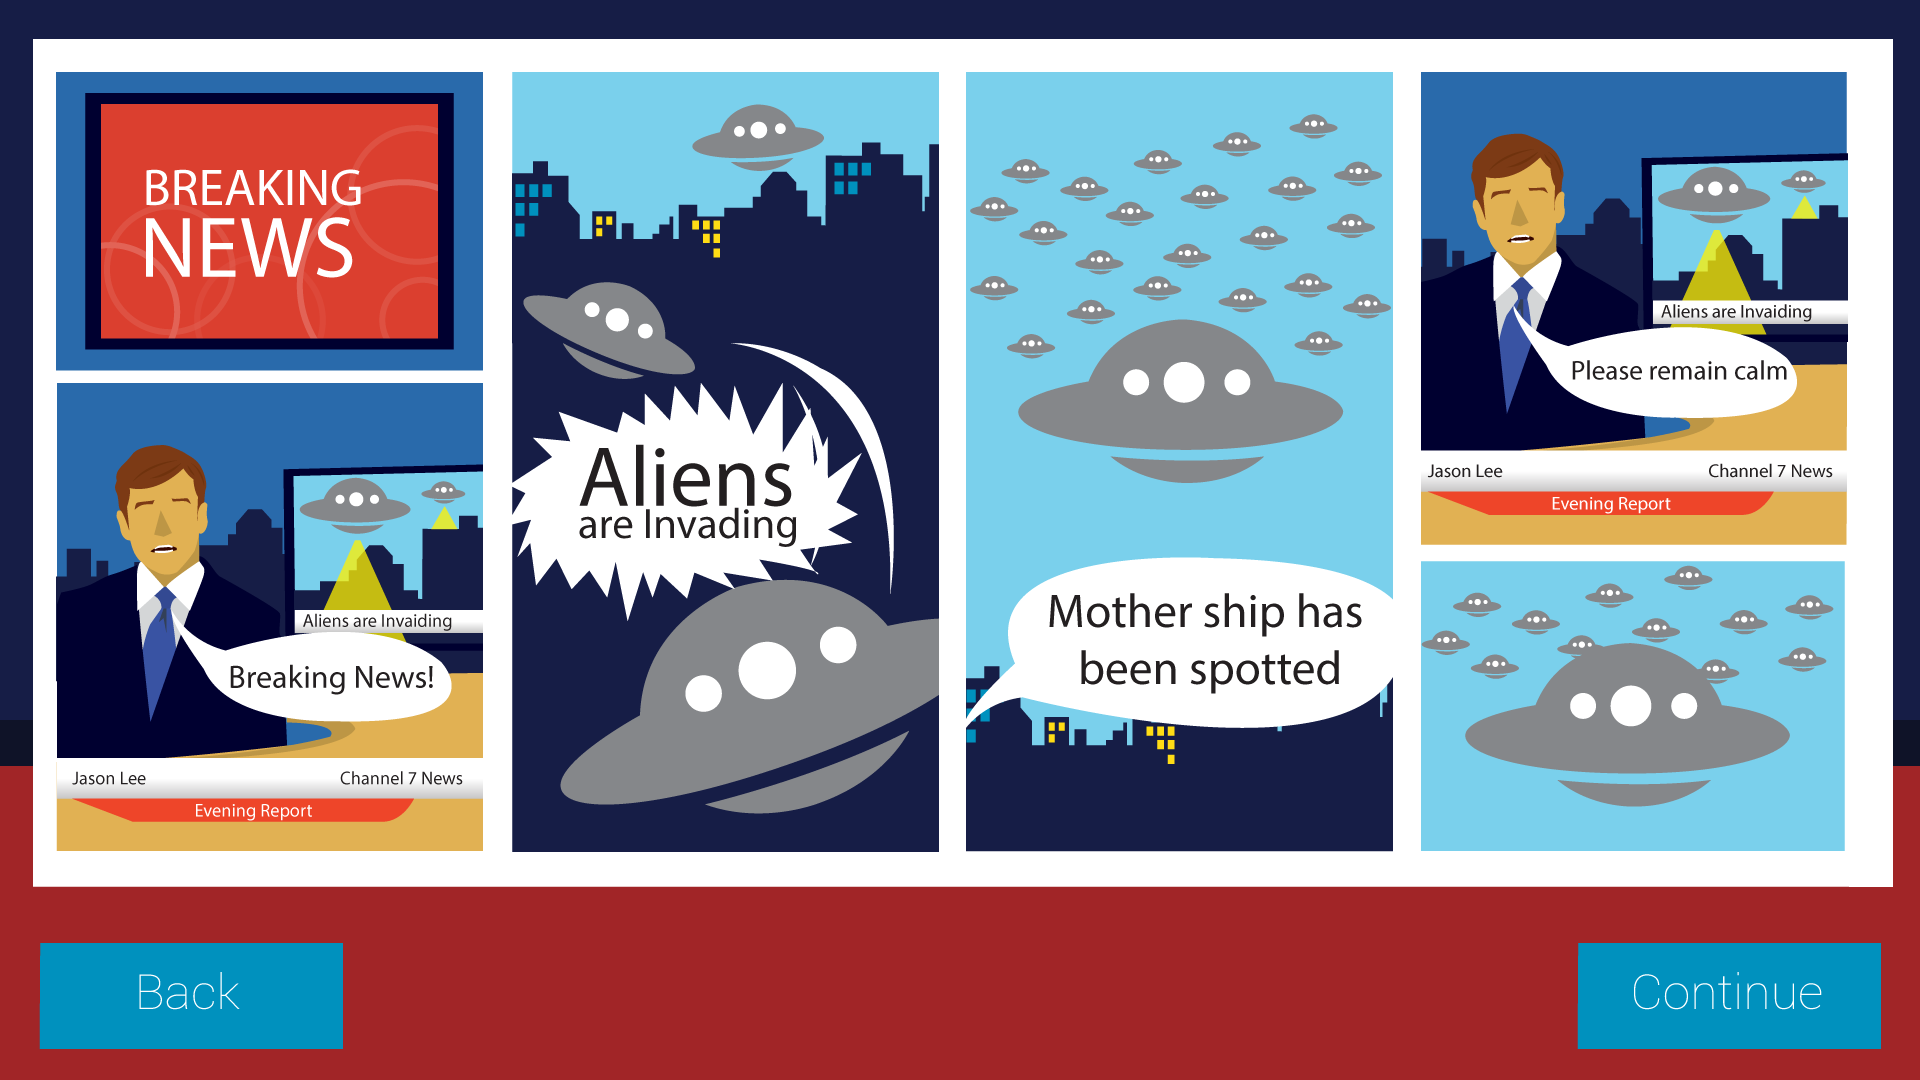 BREAKING
NEWS
Aliens are Invaiding
Breaking News!
Jason Lee
Channel 7 News
Evening Report
Aliens
are Invading
Mother ship has
been spotted
Aliens are Invaiding
Please remain calm
Jason Lee
Channel 7 News
Evening Report
Back
Continue